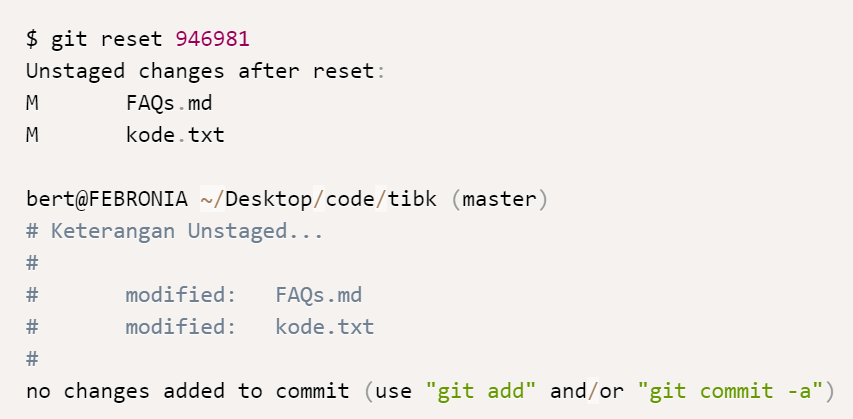 $ git reset 946981
Unstaged changes after reset:
M       FAQs.md
M       kode.txt
bert@FEBRONIA ~/Desktop/code/tibk (master)
# Keterangan Unstaged...
#
#       modified:   FAQs.md
#       modified:   kode.txt
#
no changes added to commit (use "git add" and/or "git commit -a")